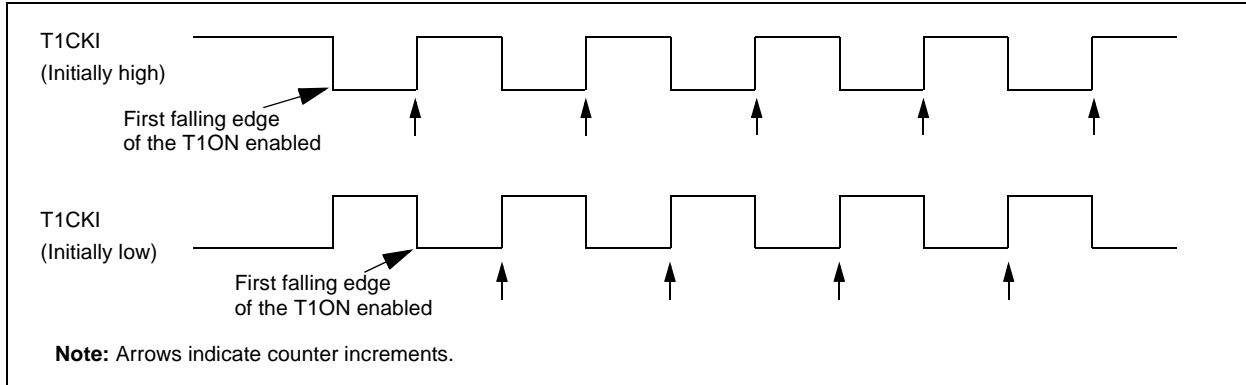 T1CKI
(Initially high)
First falling edge
of the T1ON enabled
T1CKI
(Initially low)
First falling edge
of the T1ON enabled
Note: Arrows indicate counter increments.